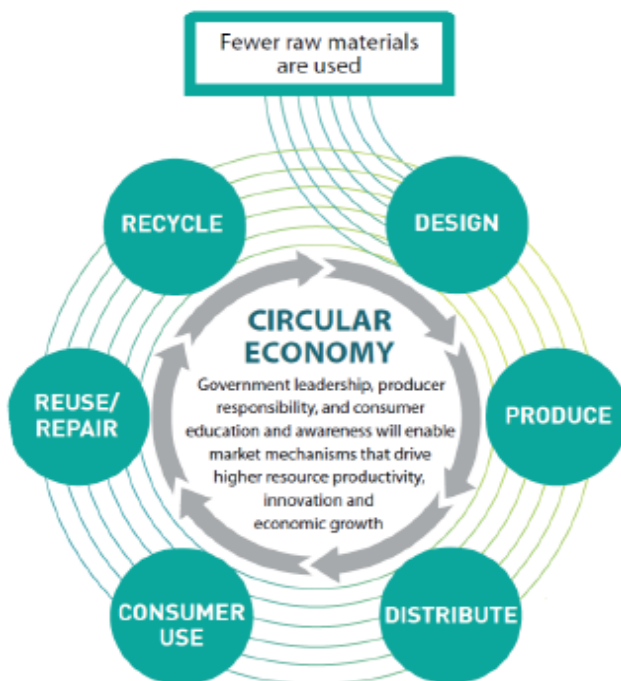 Fewer raw materials
are used
RECYCLE
DESIGN
CIRCULAR
ECONOMY
Government leadership, producer
responsibility, and consumer
education and awareness will enable
market mechanisms that drive
higher resource productivity,
innovation and
economic growth
REUSE/
REPAIR
PRODUCE
CONSUMER
USE
DISTRIBUTE